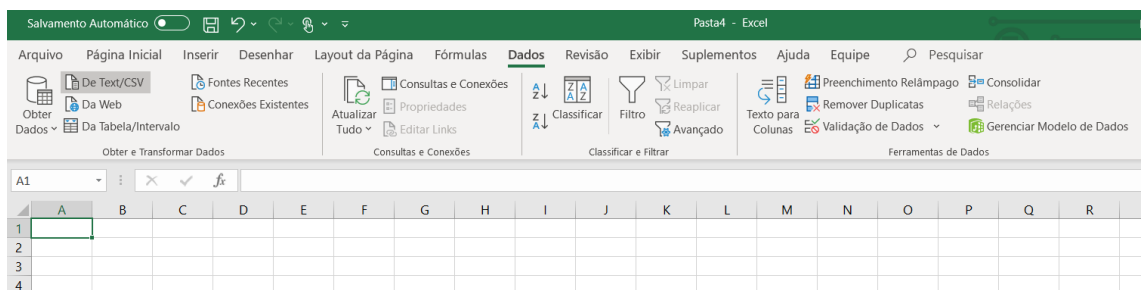 Salvamento Automático
Pasta4 - Excel
Arquivo Página Inicial Inserir Desenhar Layout da Página Fórmulas Dados Revisão Exibir Suplementos Ajuda Equipe Pesquisar
Obter Dados
De Text/CSV
Da Web
Da Tabela/Intervalo
Fontes Recentes
Conexões Existentes
Obter e Transformar Dados
Atualizar Tudo
Consultas e Conexões
Propriedades
Editar Links
Consultas e Conexões
Classificar
Filtro
Limpar
Reaplicar
Avançado
Classificar e Filtrar
Texto para Colunas
Preenchimento Relâmpago
Remover Duplicatas
Validação de Dados
Consolidar
Relações
Gerenciar Modelo de Dados
Ferramentas de Dados
A1
fx
A B C D E F G H I J K L M N O P Q R
1
2
3
4